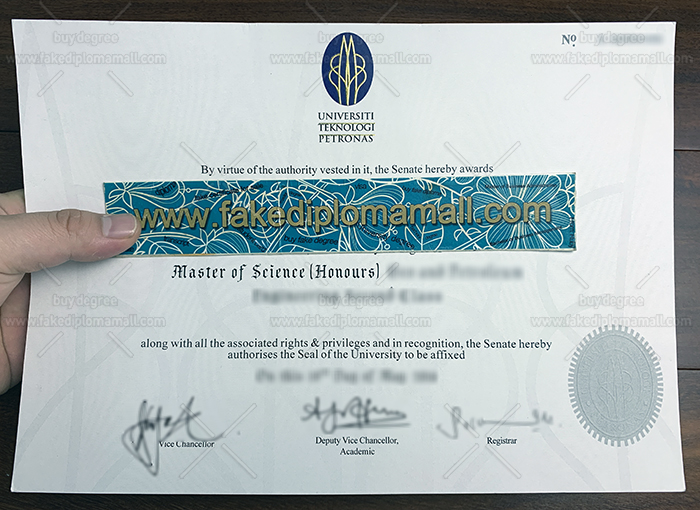 Nº
UNIVERSITI
TEKNOLOGI
PETRONAS
By virtue of the authority vested in it, the Senate hereby awards
www.fakediplomamall.com
buy fake degree
Master of Science (Honours)
along with all the associated rights & privileges and in recognition, the Senate hereby
authorises the Seal of the University to be affixed
Vice Chancellor
Deputy Vice Chancellor,
Academic
Registrar
buydegree
www.fakediplomamall.com